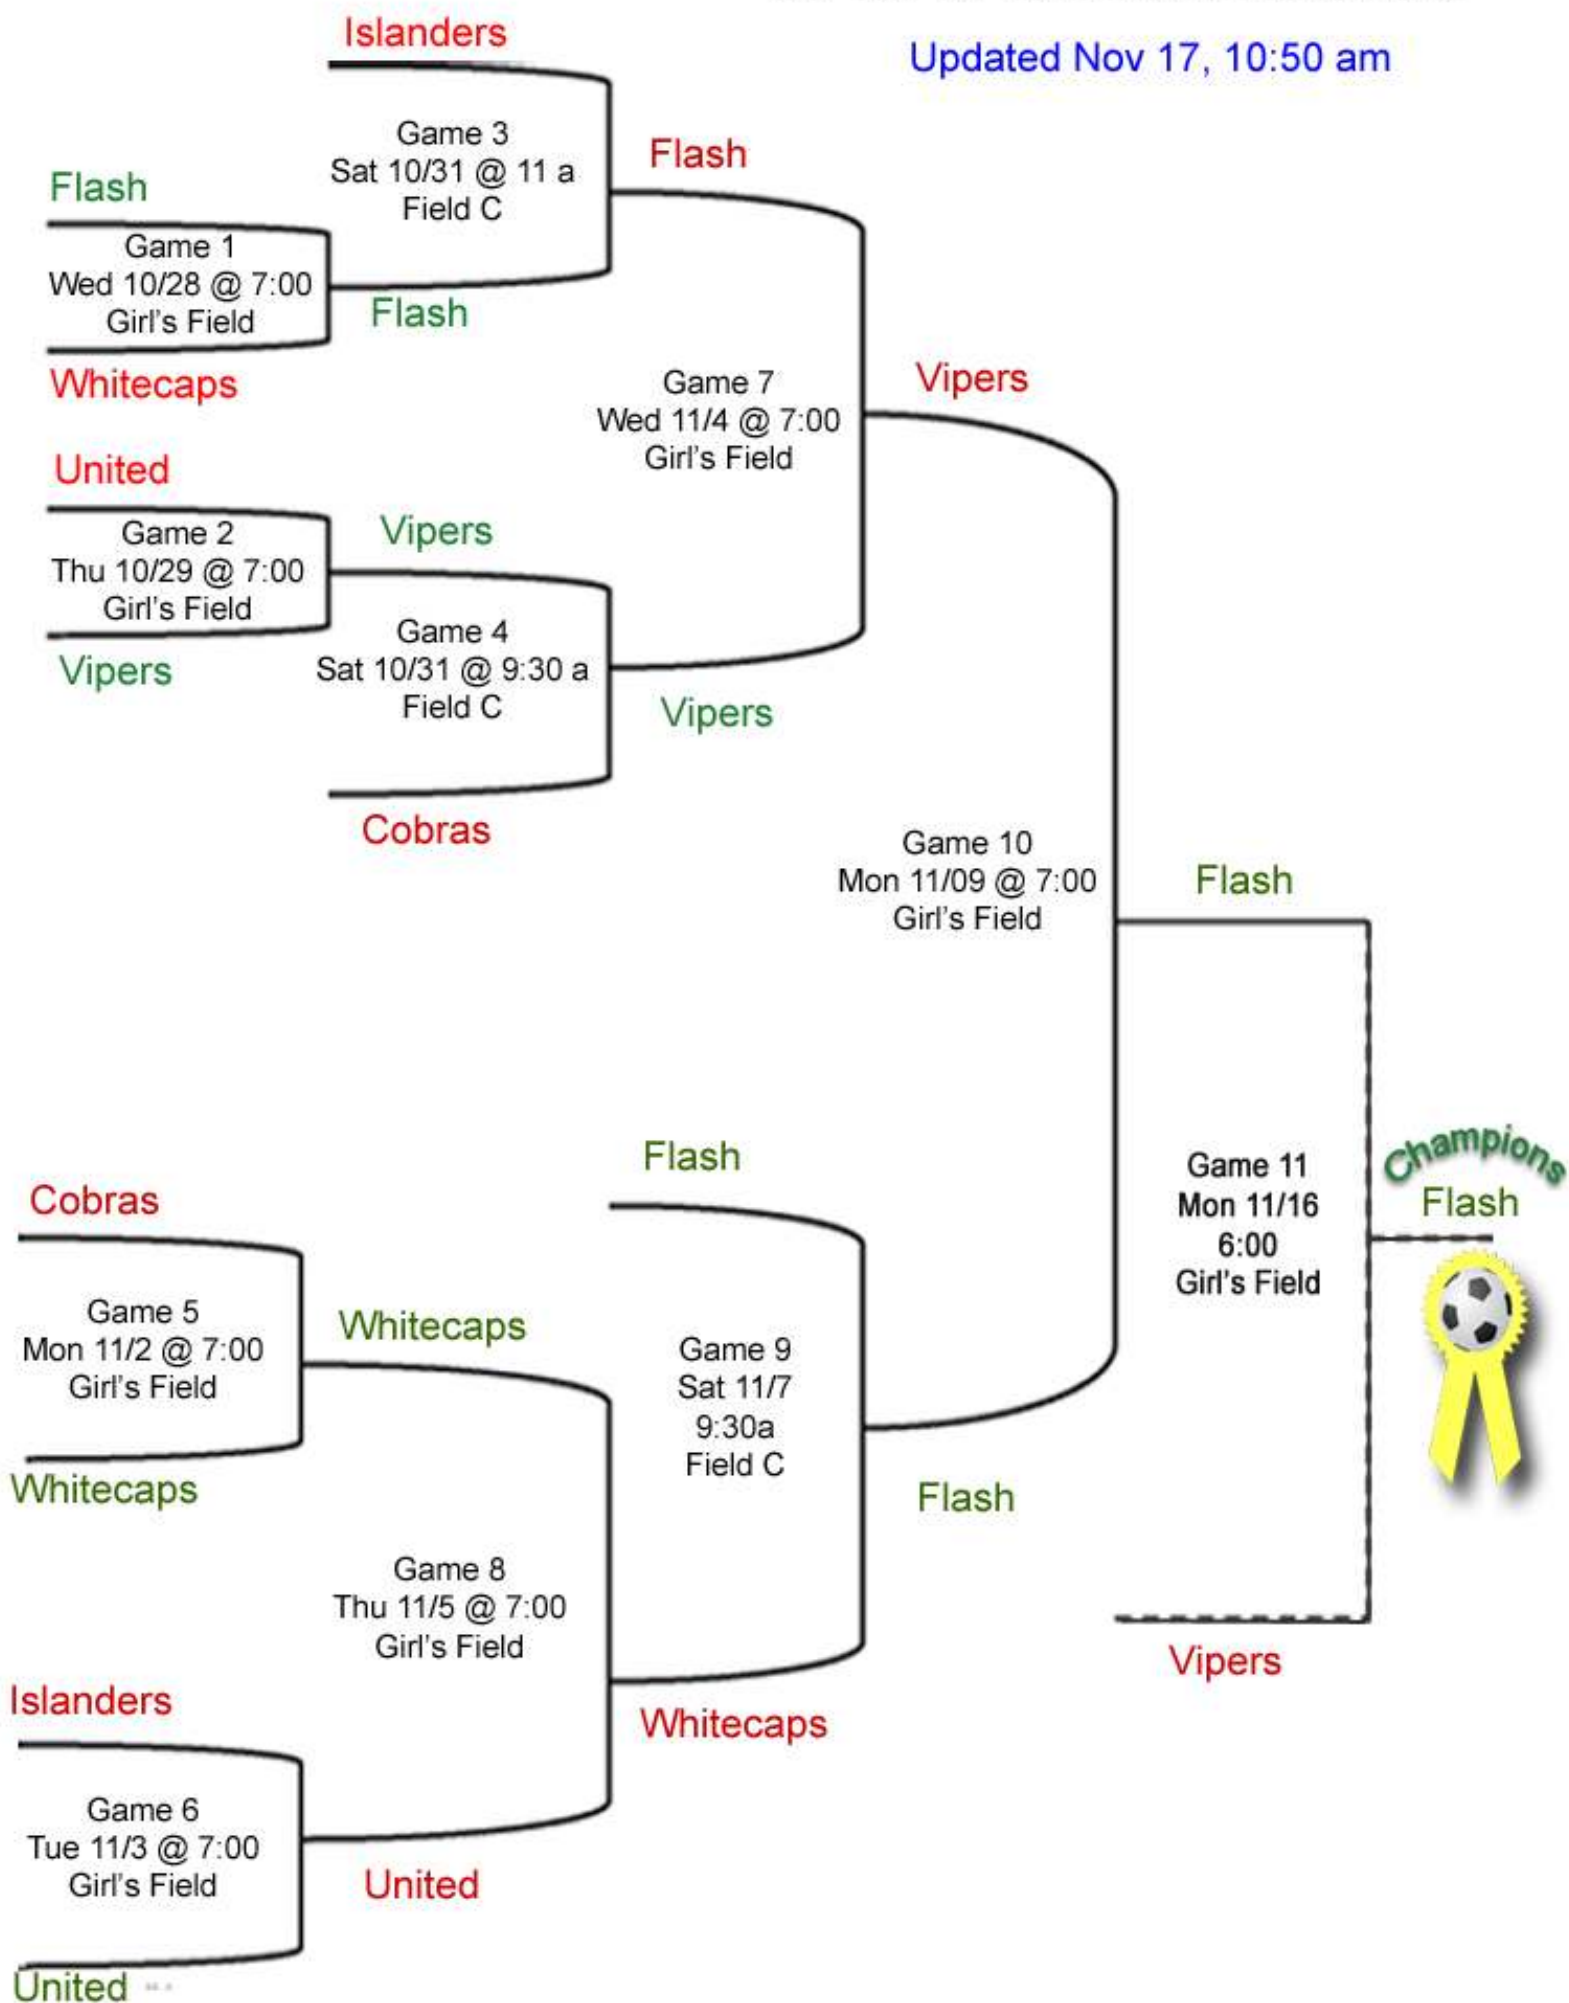 Islanders
Updated Nov 17, 10:50 am
Game 3
Sat 10/31 @ 11 a
Field C
Flash
Flash
Game 1
Wed 10/28 @ 7:00
Girl's Field
Flash
Whitecaps
Game 7
Wed 11/4 @ 7:00
Girl's Field
Vipers
United
Game 2
Thu 10/29 @ 7:00
Girl's Field
Vipers
Vipers
Game 4
Sat 10/31 @ 9:30 a
Field C
Vipers
Cobras
Game 10
Mon 11/09 @ 7:00
Girl's Field
Flash
Flash
Cobras
Game 5
Mon 11/2 @ 7:00
Girl's Field
Whitecaps
Whitecaps
Game 9
Sat 11/7
9:30a
Field C
Flash
Game 11
Mon 11/16
6:00
Girl's Field
Champions
Flash
Game 8
Thu 11/5 @ 7:00
Girl's Field
Vipers
Islanders
Whitecaps
Game 6
Tue 11/3 @ 7:00
Girl's Field
United
United